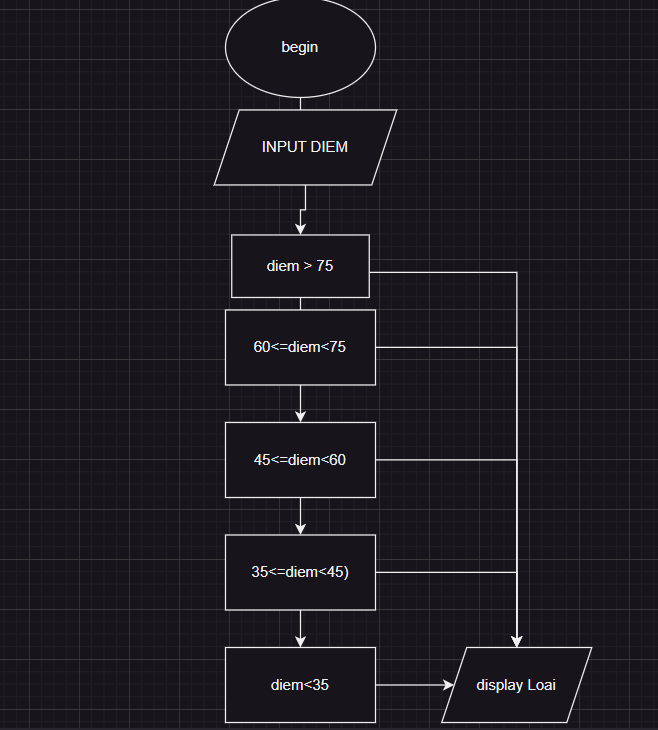 begin
INPUT DIEM
diem > 75
60<=diem<75
45<=diem<60
35<=diem<45)
diem<35
display Loai